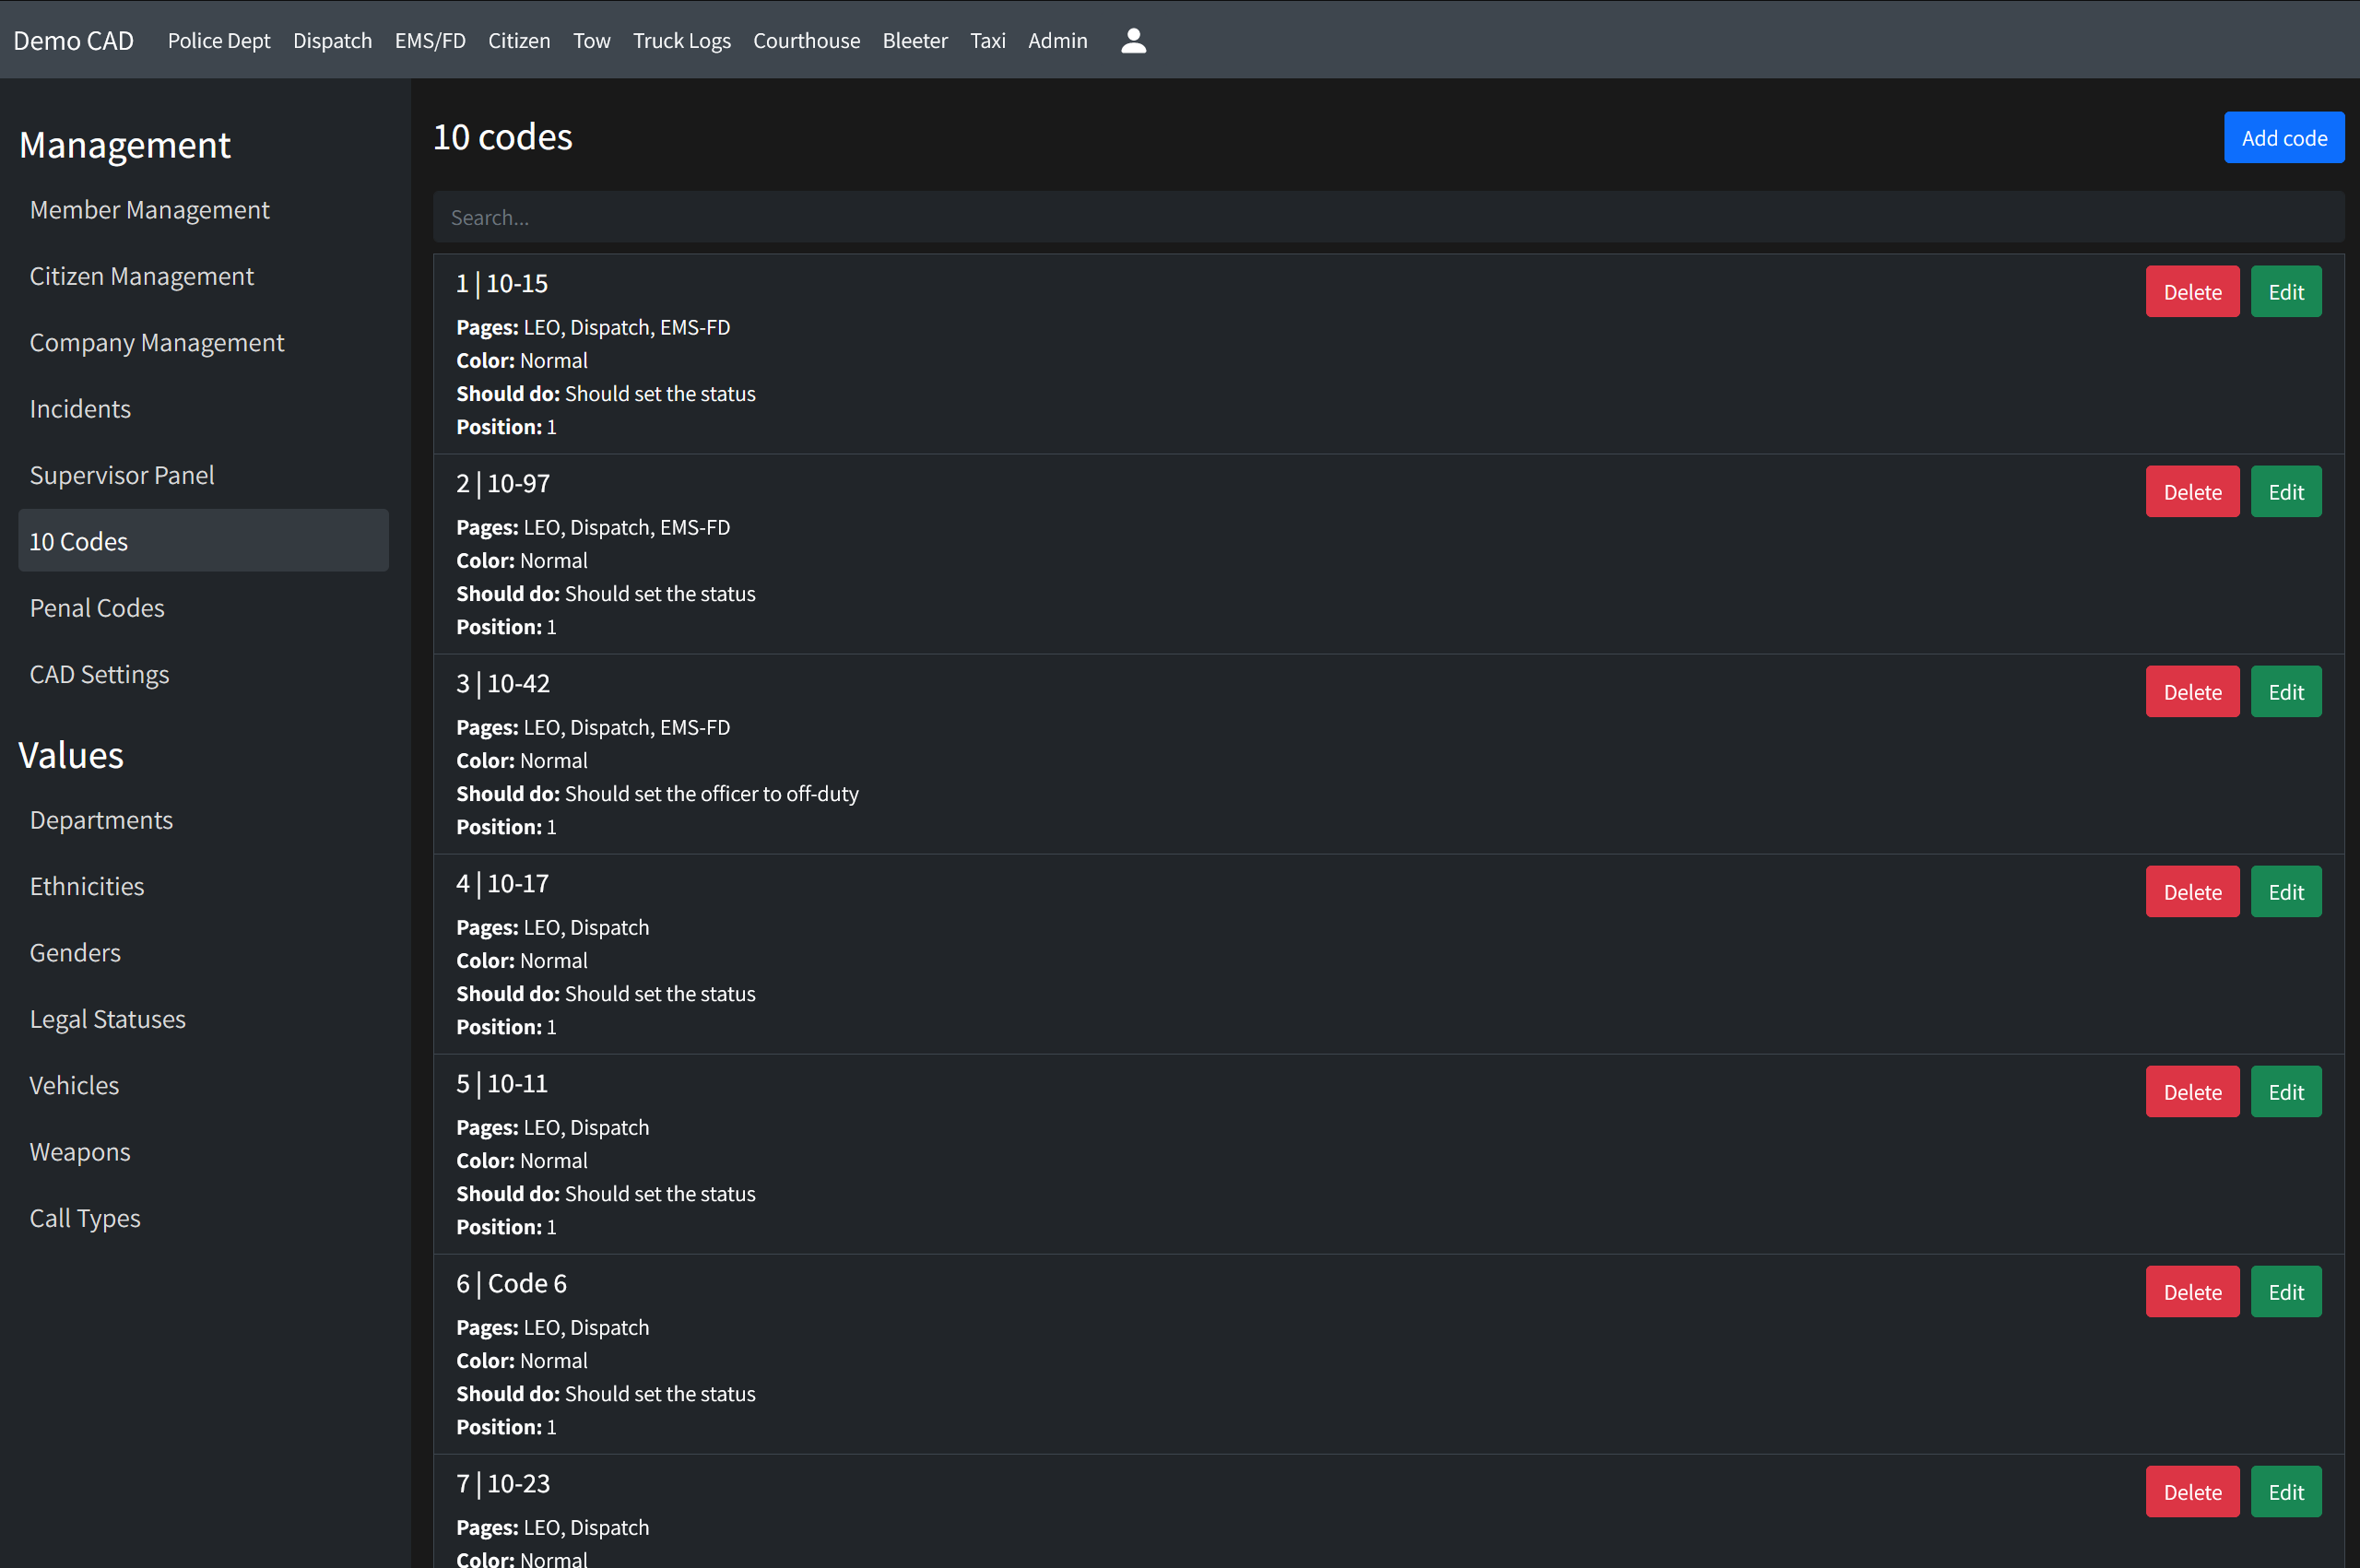 Demo CAD Police Dept Dispatch EMS/FD Citizen Tow Truck Logs Courthouse Bleeter Taxi Admin
Management
Member Management
Citizen Management
Company Management
Incidents
Supervisor Panel
10 Codes
Penal Codes
CAD Settings
Values
Departments
Ethnicities
Genders
Legal Statuses
Vehicles
Weapons
Call Types
10 codes
Add code
Search...
1 | 10-15
Delete Edit
Pages: LEO, Dispatch, EMS-FD
Color: Normal
Should do: Should set the status
Position: 1
2 | 10-97
Delete Edit
Pages: LEO, Dispatch, EMS-FD
Color: Normal
Should do: Should set the status
Position: 1
3 | 10-42
Delete Edit
Pages: LEO, Dispatch, EMS-FD
Color: Normal
Should do: Should set the officer to off-duty
Position: 1
4 | 10-17
Delete Edit
Pages: LEO, Dispatch
Color: Normal
Should do: Should set the status
Position: 1
5 | 10-11
Delete Edit
Pages: LEO, Dispatch
Color: Normal
Should do: Should set the status
Position: 1
6 | Code 6
Delete Edit
Pages: LEO, Dispatch
Color: Normal
Should do: Should set the status
Position: 1
7 | 10-23
Delete Edit
Pages: LEO, Dispatch
Color: Normal